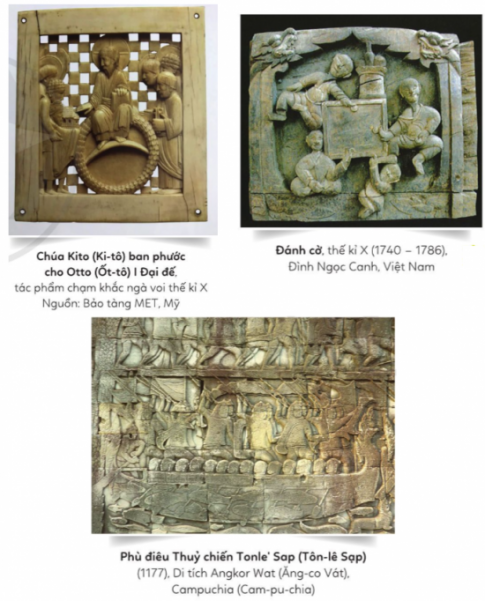 Chúa Kito (Ki-tô) ban phước
cho Otto (Ốt-tô) I Đại đế,
tác phẩm chạm khắc ngà voi thế kỉ X
Nguồn: Bảo tàng MET, Mỹ
Đánh cờ, thế kỉ X (1740 – 1786),
Đình Ngọc Canh, Việt Nam
Phù điêu Thuỷ chiến Tonle' Sap (Tôn-lê Sạp)
(1177), Di tích Angkor Wat (Ăng-co Vát),
Campuchia (Cam-pu-chia)